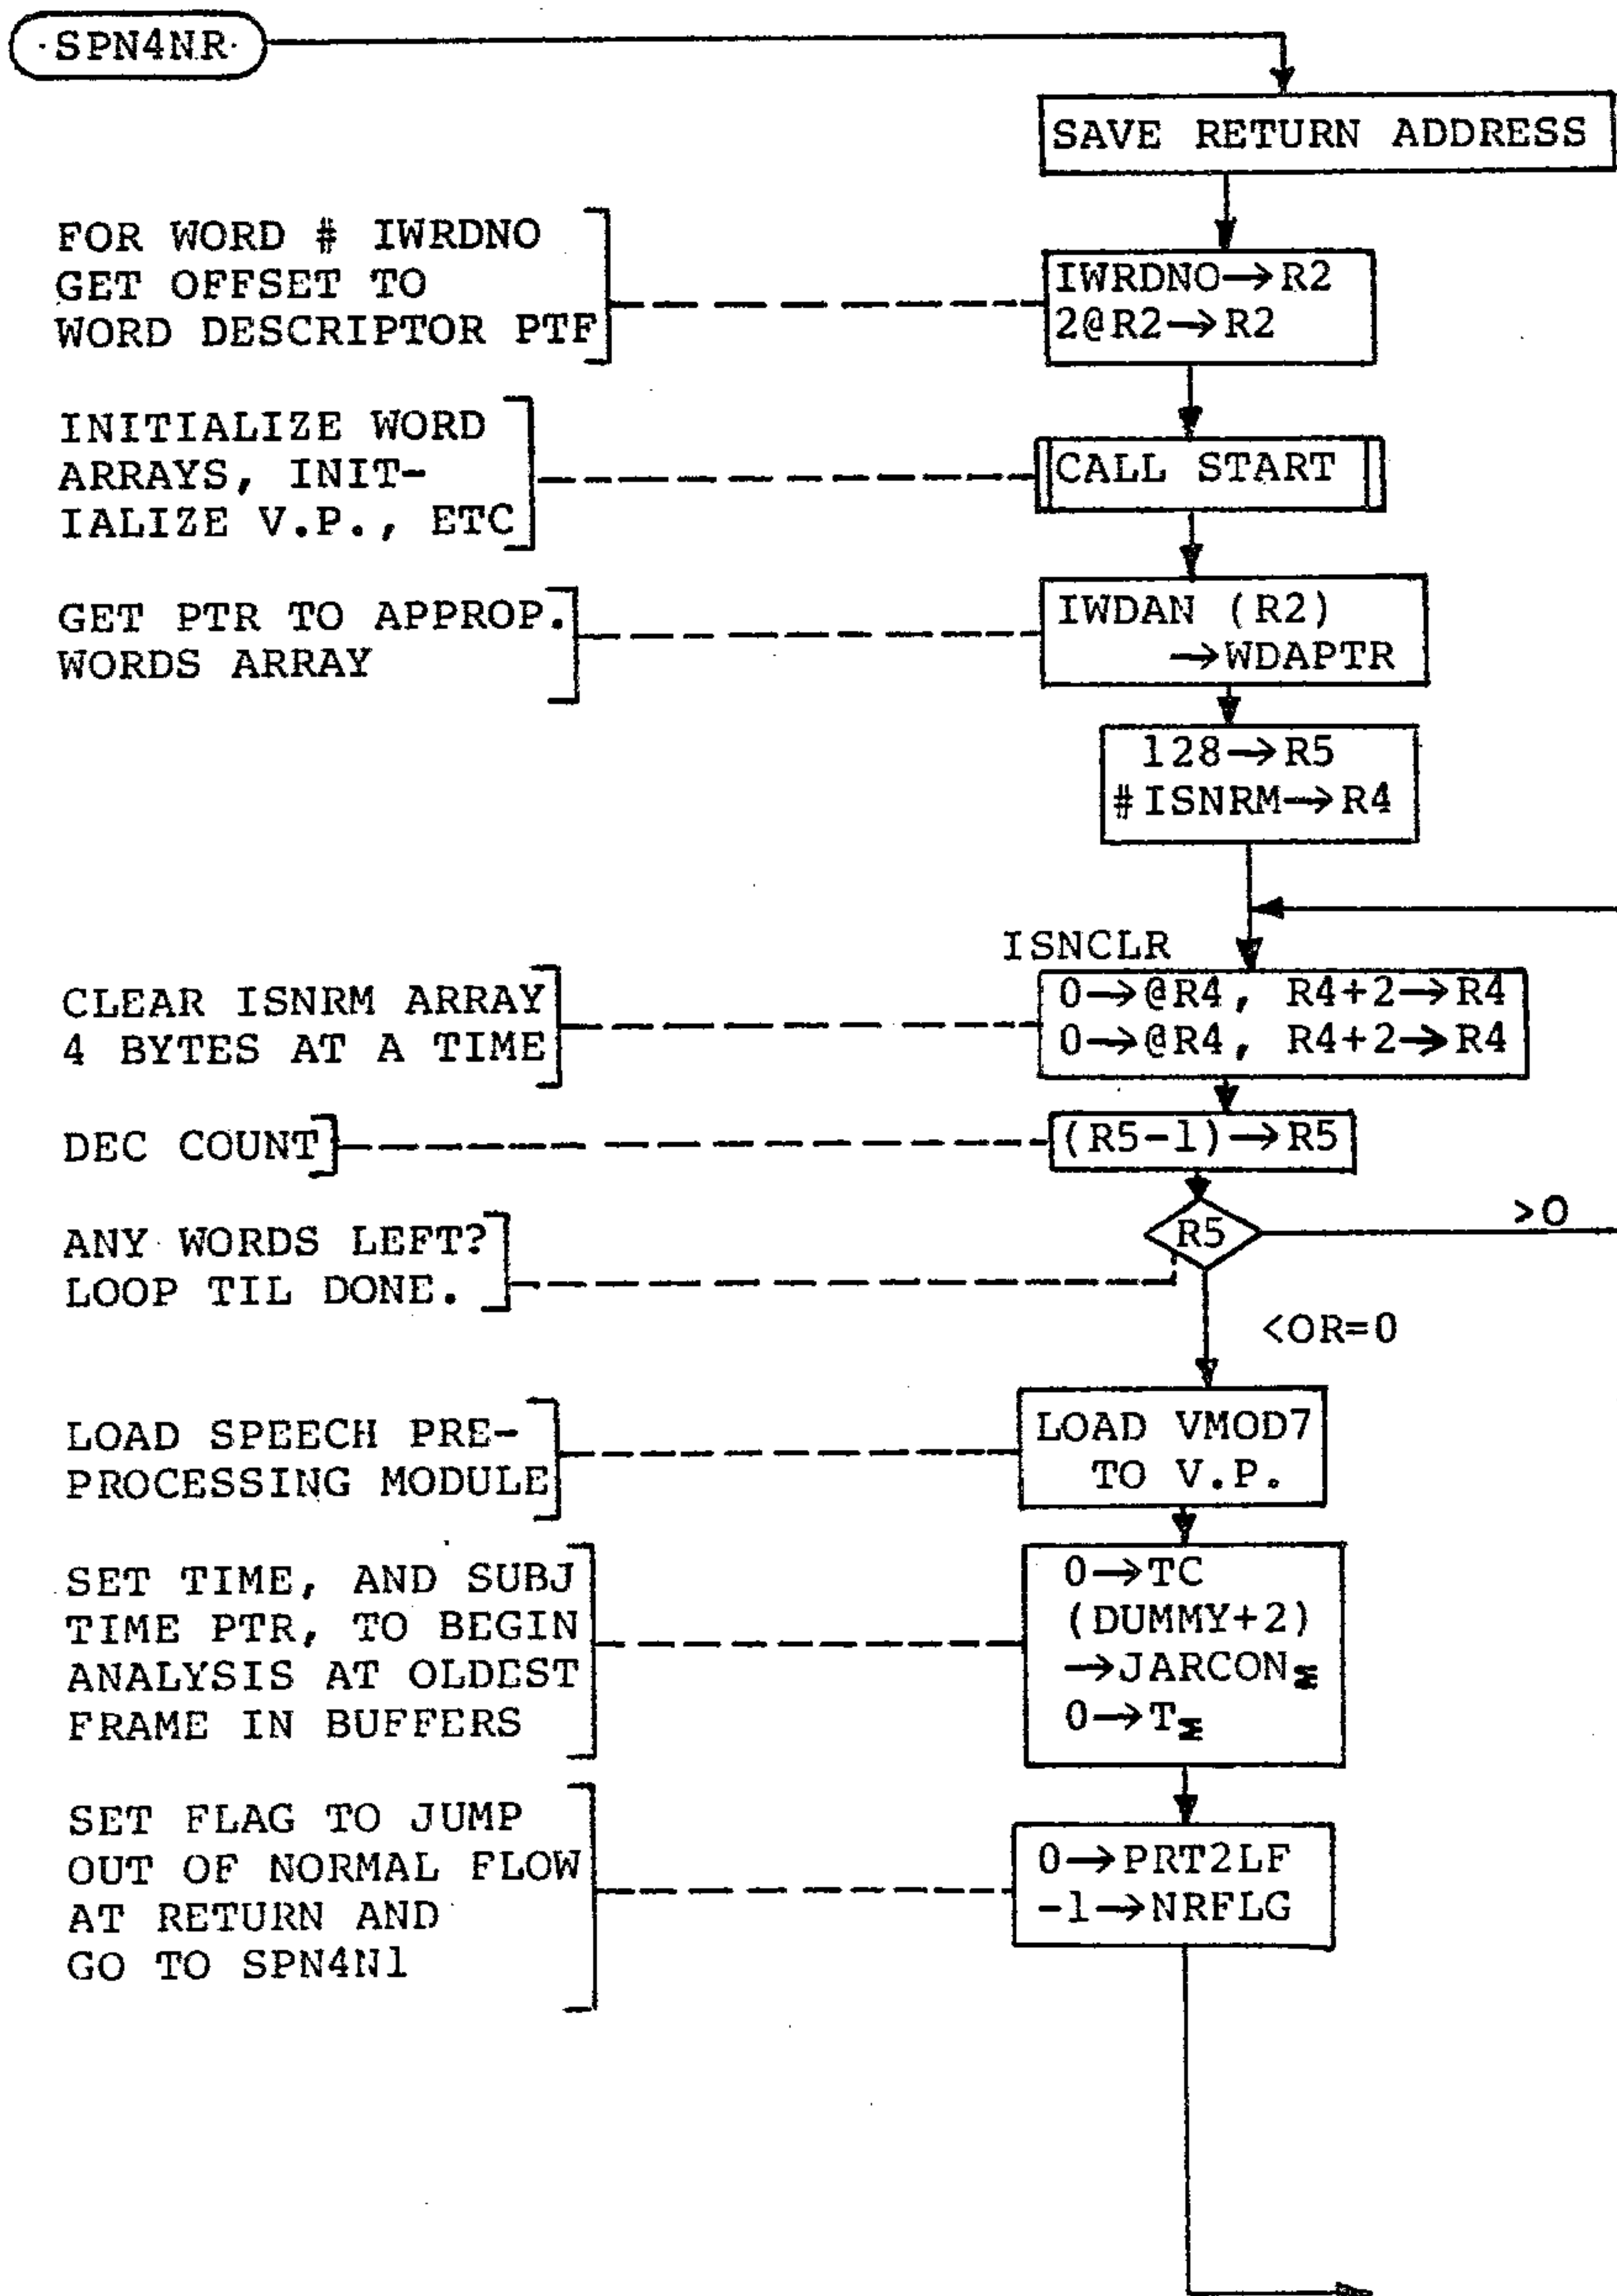 ·SPN4NR·
SAVE RETURN ADDRESS
FOR WORD # IWRDNO
GET OFFSET TO
WORD DESCRIPTOR PTF
IWRDNO→R2
2@R2→R2
INITIALIZE WORD
ARRAYS, INIT-
IALIZE V.P., ETC
CALL START
GET PTR TO APPROP.
WORDS ARRAY
IWDAN (R2)
→WDAPTR
128→R5
#ISNRM→R4
ISNCLR
CLEAR ISNRM ARRAY
4 BYTES AT A TIME
0→@R4, R4+2→R4
0→@R4, R4+2→R4
DEC COUNT
(R5-1)→R5
ANY WORDS LEFT?
LOOP TIL DONE.
R5
>0
<OR=0
LOAD SPEECH PRE-
PROCESSING MODULE
LOAD VMOD7
TO V.P.
SET TIME, AND SUBJ
TIME PTR, TO BEGIN
ANALYSIS AT OLDEST
FRAME IN BUFFERS
0→TC
(DUMMY+2)
→JARCONΣ
0→TΣ
SET FLAG TO JUMP
OUT OF NORMAL FLOW
AT RETURN AND
GO TO SPN4N1
0→PRT2LF
-1→NRFLG